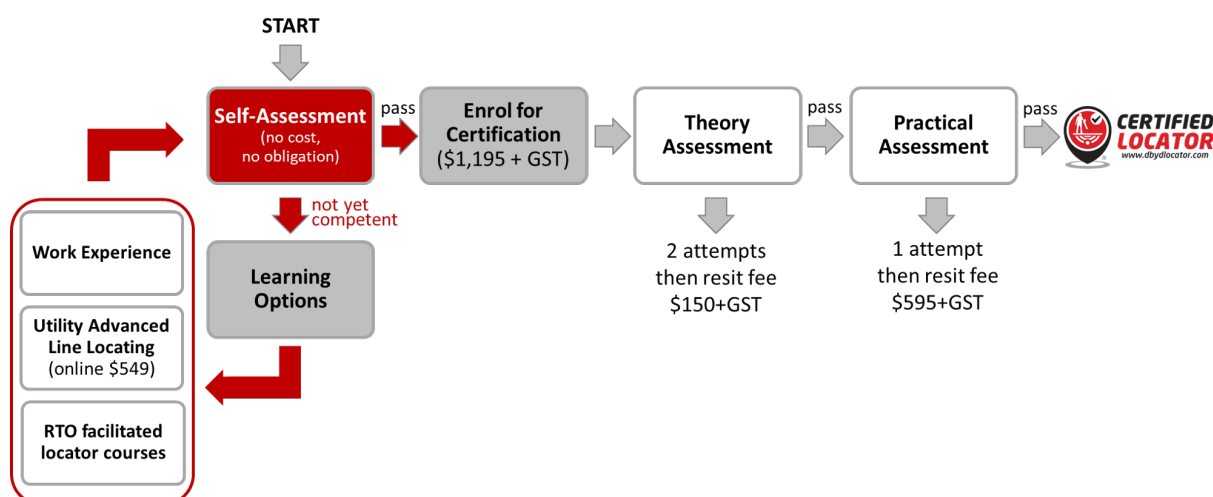 START
Self-Assessment
(no cost,
no obligation)
pass
Enrol for
Certification
($1,195 + GST)
Theory
Assessment
pass
Practical
Assessment
pass
CERTIFIED
LOCATOR
www.dbydlocator.com
not yet
competent
Learning
Options
2 attempts
then resit fee
$150+GST
1 attempt
then resit fee
$595+GST
Work Experience
Utility Advanced
Line Locating
(online $549)
RTO facilitated
locator courses